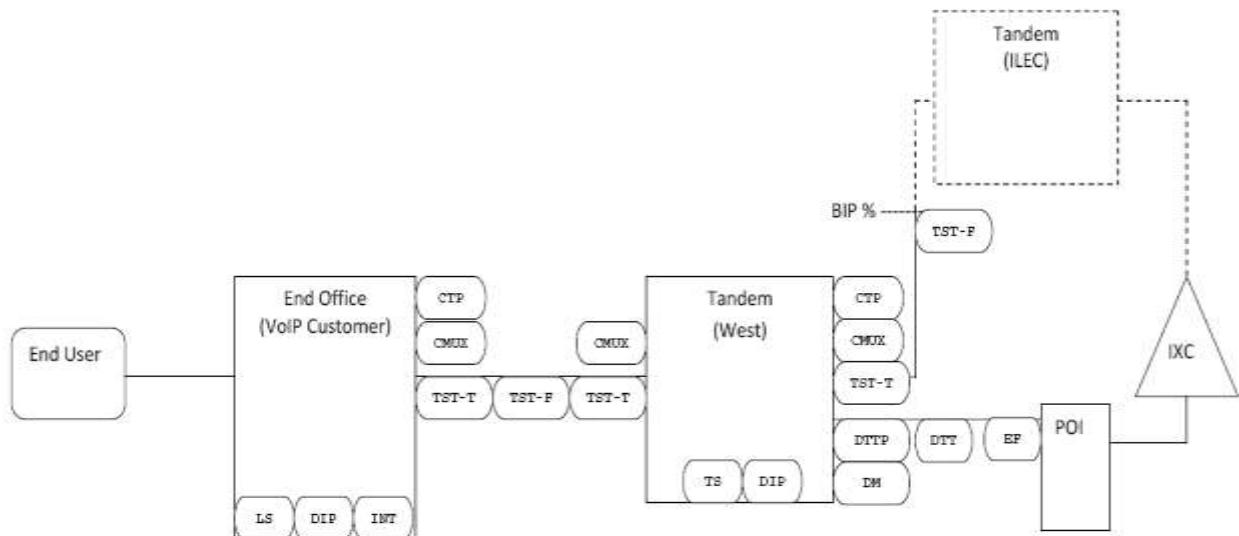 Tandem
(ILEC)
BIP %
TST-F
End User
End Office
(VoIP Customer)
CTP
CMUX
TST-T
TST-F
TST-T
CMUX
LS
DIP
INT
Tandem
(West)
CTP
CMUX
TST-T
DTTP
DTT
EF
DM
TS
DIP
POI
IXC